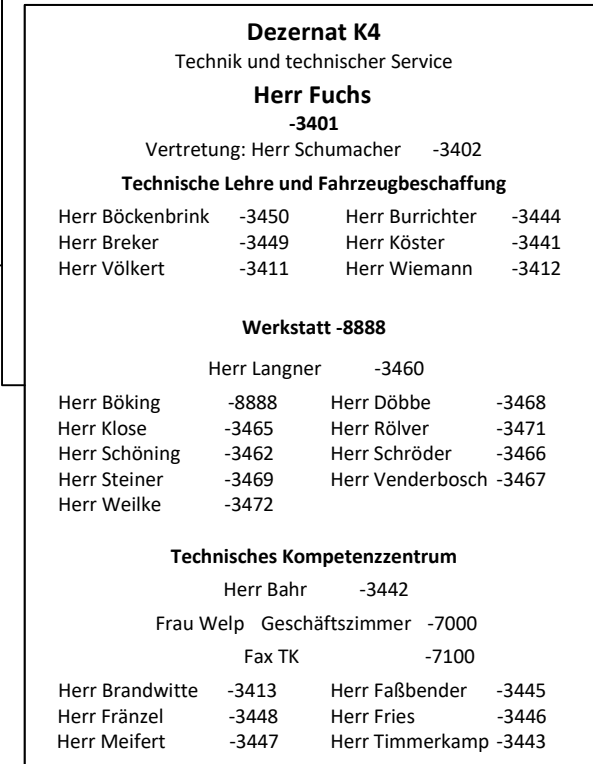 Dezernat K4
Technik und technischer Service
Herr Fuchs
-3401
Vertretung: Herr Schumacher -3402
Technische Lehre und Fahrzeugbeschaffung
Herr Böckenbrink -3450 Herr Burrichter -3444
Herr Breker -3449 Herr Köster -3441
Herr Völkert -3411 Herr Wiemann -3412
Werkstatt -8888
Herr Langner -3460
Herr Böking -8888 Herr Döbbe -3468
Herr Klose -3465 Herr Rölver -3471
Herr Schöning -3462 Herr Schröder -3466
Herr Steiner -3469 Herr Venderbosch -3467
Herr Weilke -3472
Technisches Kompetenzzentrum
Herr Bahr -3442
Frau Welp Geschäftszimmer -7000
Fax TK -7100
Herr Brandwitte -3413 Herr Faßbender -3445
Herr Fränzel -3448 Herr Fries -3446
Herr Meifert -3447 Herr Timmerkamp -3443